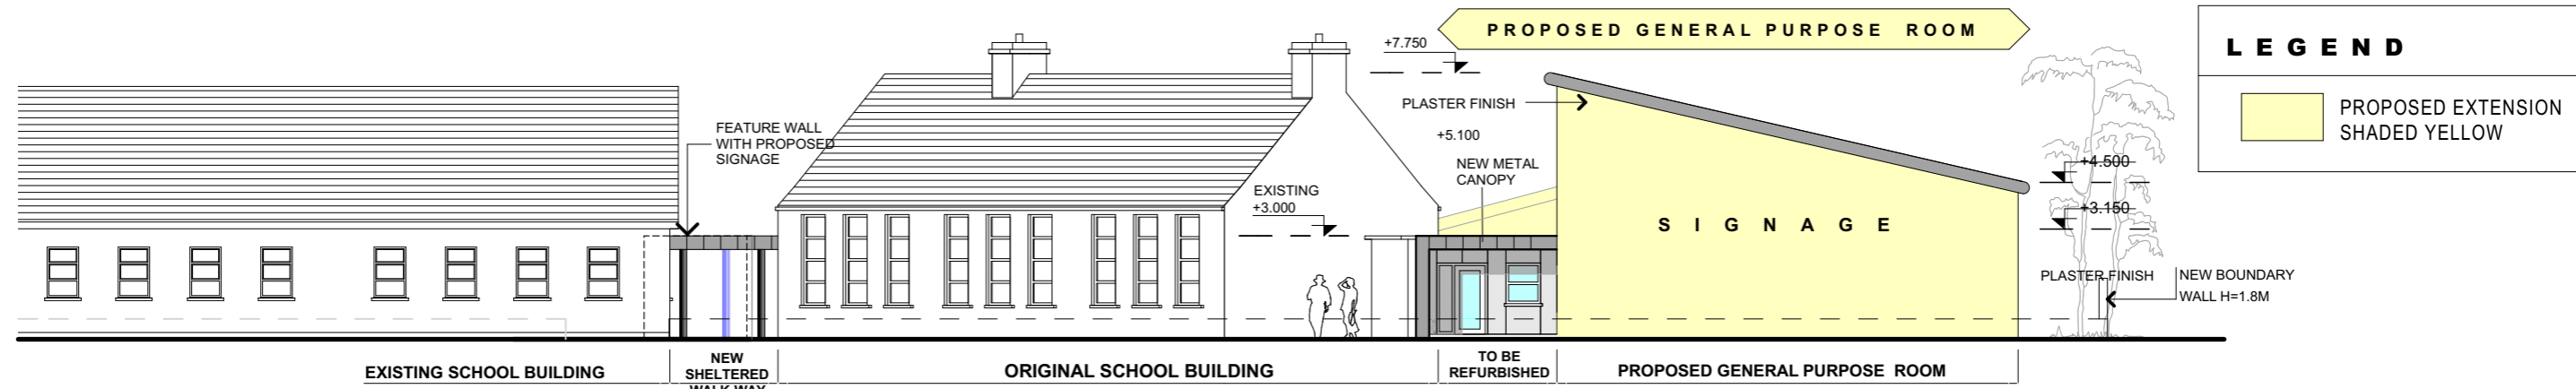 PROPOSED GENERAL PURPOSE ROOM
LEGEND
PROPOSED EXTENSION
SHADED YELLOW
+7.750
PLASTER FINISH
+5.100
FEATURE WALL
WITH PROPOSED
SIGNAGE
NEW METAL
CANOPY
EXISTING
+3.000
SIGNAGE
+4.500
+3.150
PLASTER FINISH
NEW BOUNDARY
WALL H=1.8M
EXISTING SCHOOL BUILDING
NEW
SHELTERED
WALK WAY
ORIGINAL SCHOOL BUILDING
TO BE
REFURBISHED
PROPOSED GENERAL PURPOSE ROOM